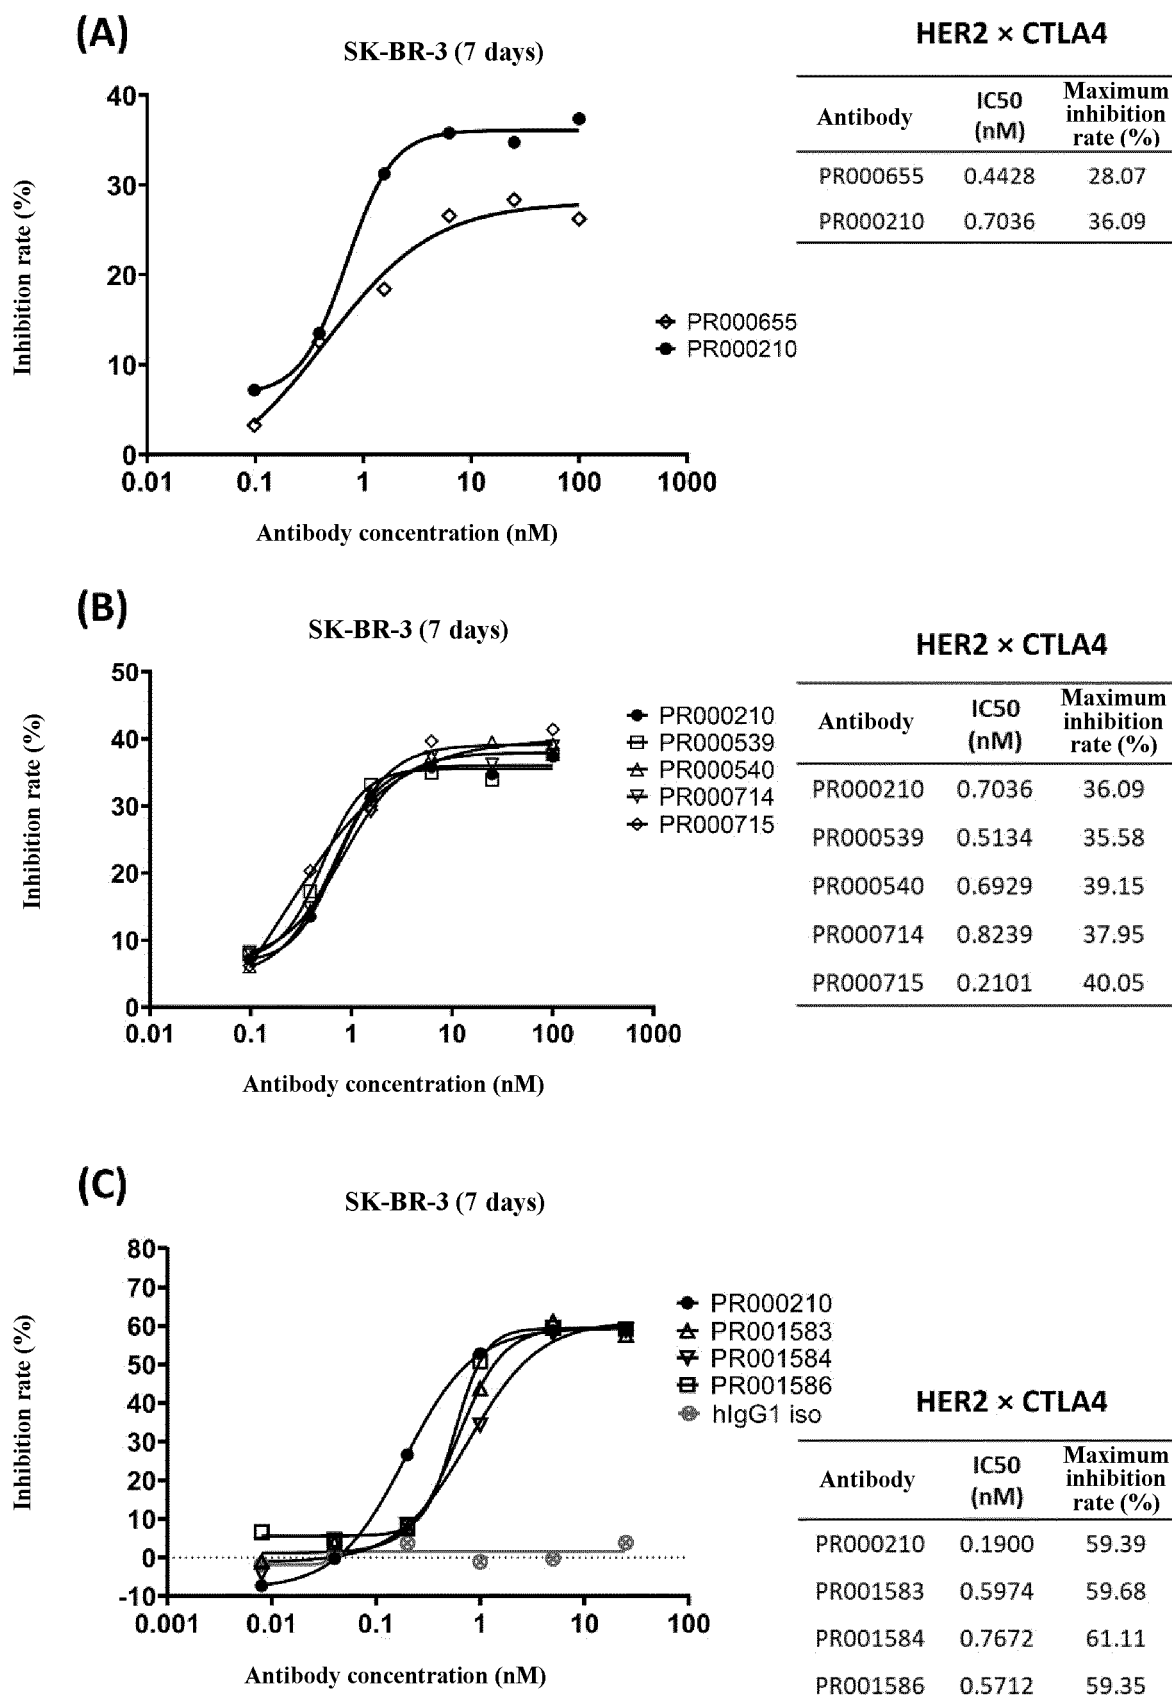 (A)
SK-BR-3 (7 days)
HER2 × CTLA4
Inhibition rate (%)
40
30
20
10
0
0.01 0.1 1 10 100 1000
Antibody concentration (nM)
PR000655
PR000210
Antibody IC50 (nM) Maximum inhibition rate (%)
PR000655 0.4428 28.07
PR000210 0.7036 36.09
(B)
SK-BR-3 (7 days)
HER2 × CTLA4
Inhibition rate (%)
50
40
30
20
10
0
0.01 0.1 1 10 100 1000
Antibody concentration (nM)
PR000210
PR000539
PR000540
PR000714
PR000715
Antibody IC50 (nM) Maximum inhibition rate (%)
PR000210 0.7036 36.09
PR000539 0.5134 35.58
PR000540 0.6929 39.15
PR000714 0.8239 37.95
PR000715 0.2101 40.05
(C)
SK-BR-3 (7 days)
Inhibition rate (%)
80
70
60
50
40
30
20
10
0
-10
0.001 0.01 0.1 1 10 100
Antibody concentration (nM)
PR000210
PR001583
PR001584
PR001586
hIgG1 iso
HER2 × CTLA4
Antibody IC50 (nM) Maximum inhibition rate (%)
PR000210 0.1900 59.39
PR001583 0.5974 59.68
PR001584 0.7672 61.11
PR001586 0.5712 59.35